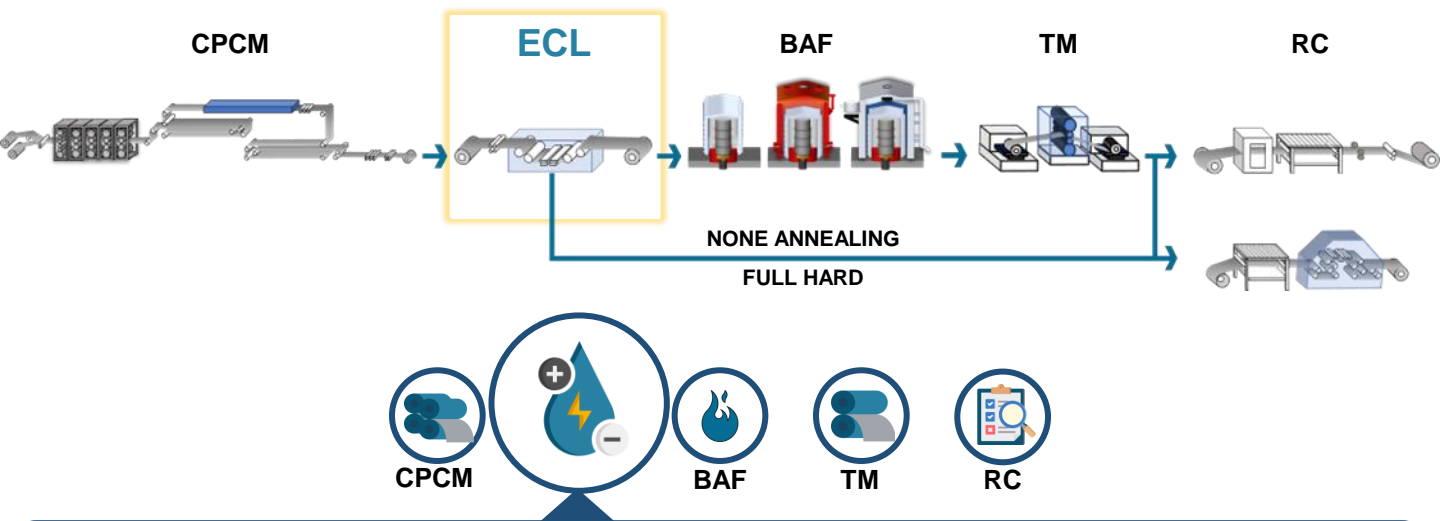 CPCM
ECL
BAF
TM
RC
NONE ANNEALING
FULL HARD
CPCM
BAF
TM
RC